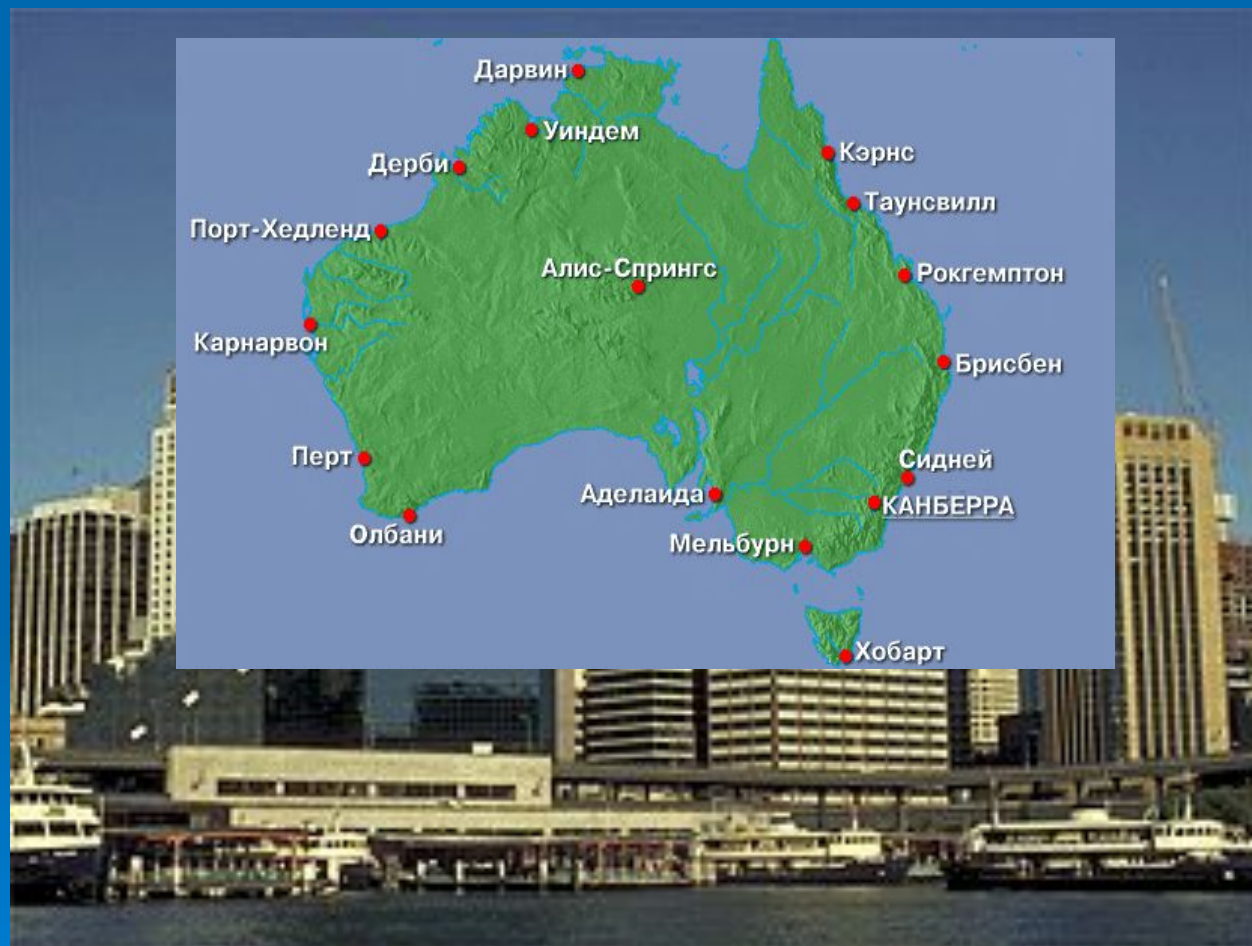 Дарвин
Уиндем
Кэрнс
Дерби
Таунсвилл
Порт-Хедленд
Алис-Спрингс
Рокгемптон
Карнарвон
Брисбен
Перт
Сидней
Аделаида
КАНБЕРРА
Олбани
Мельбурн
Хобарт